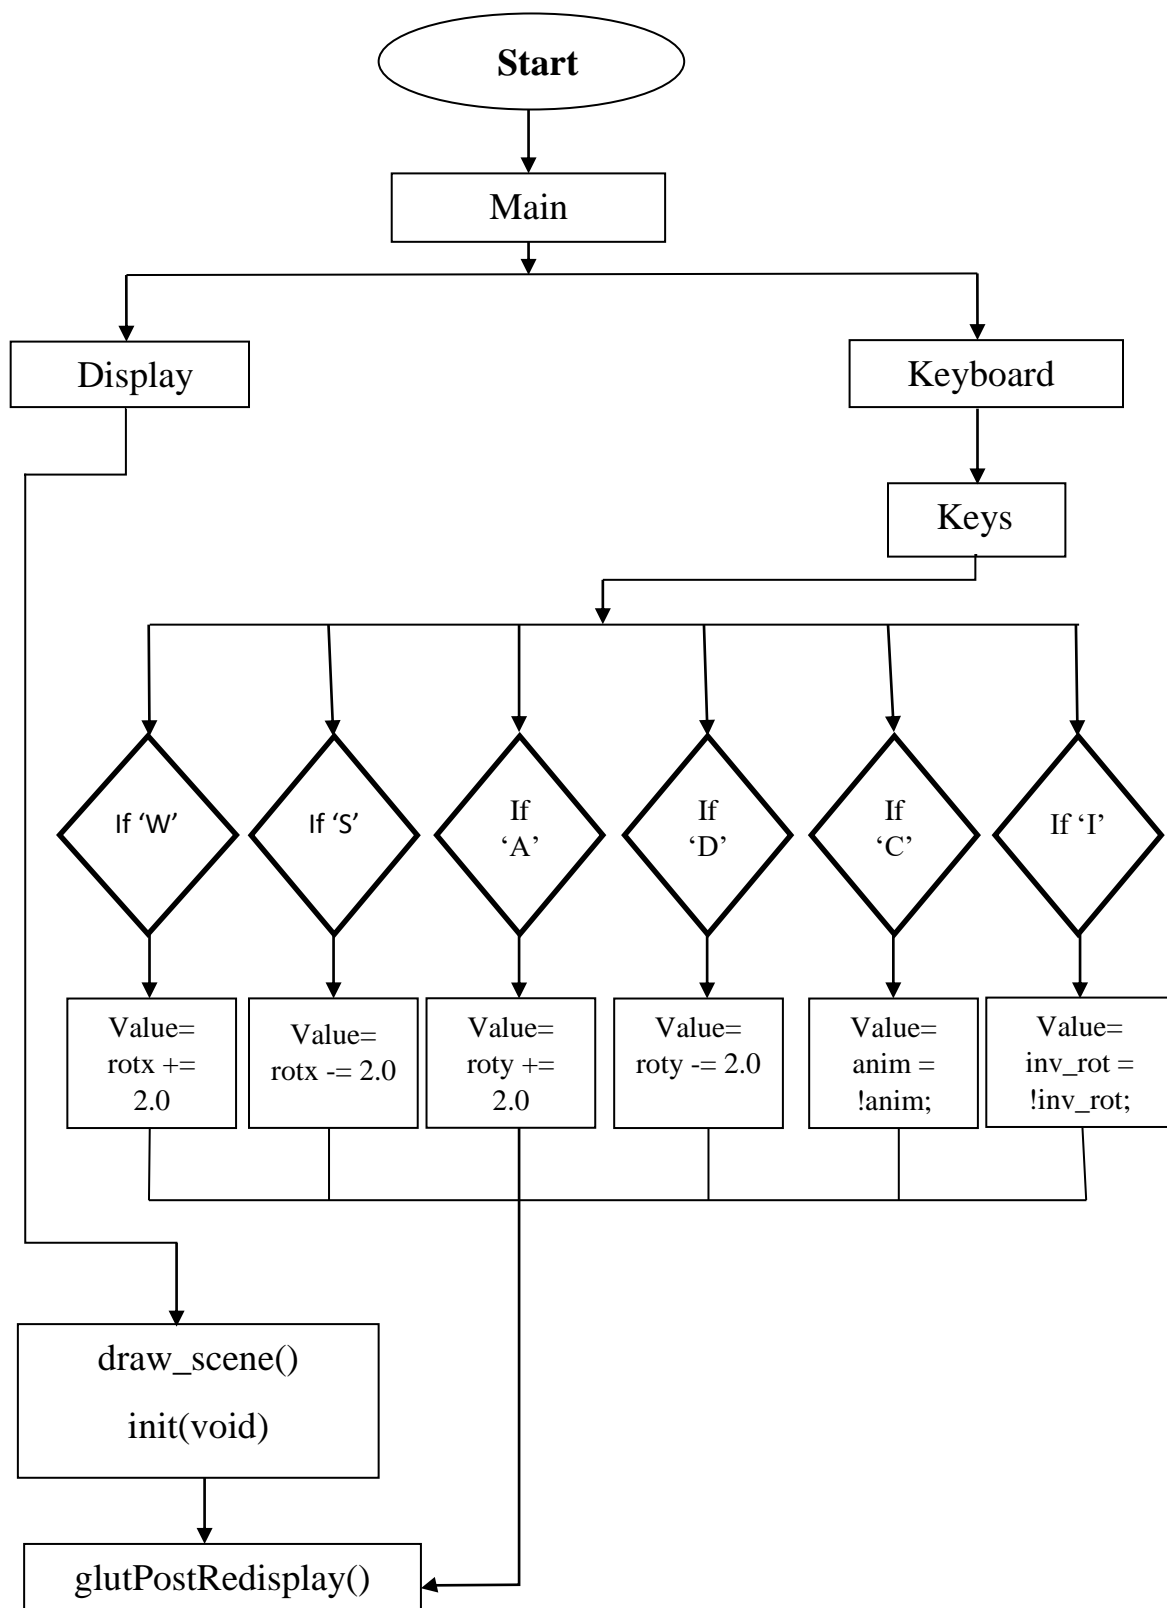 Start
Main
Display
Keyboard
Keys
If ‘W’
If ‘S’
If
‘A’
If
‘D’
If
‘C’
If ‘I’
Value=
rotx +=
2.0
Value=
rotx -= 2.0
Value=
roty +=
2.0
Value=
roty -= 2.0
Value=
anim =
!anim;
Value=
inv_rot =
!inv_rot;
draw_scene()
init(void)
glutPostRedisplay()